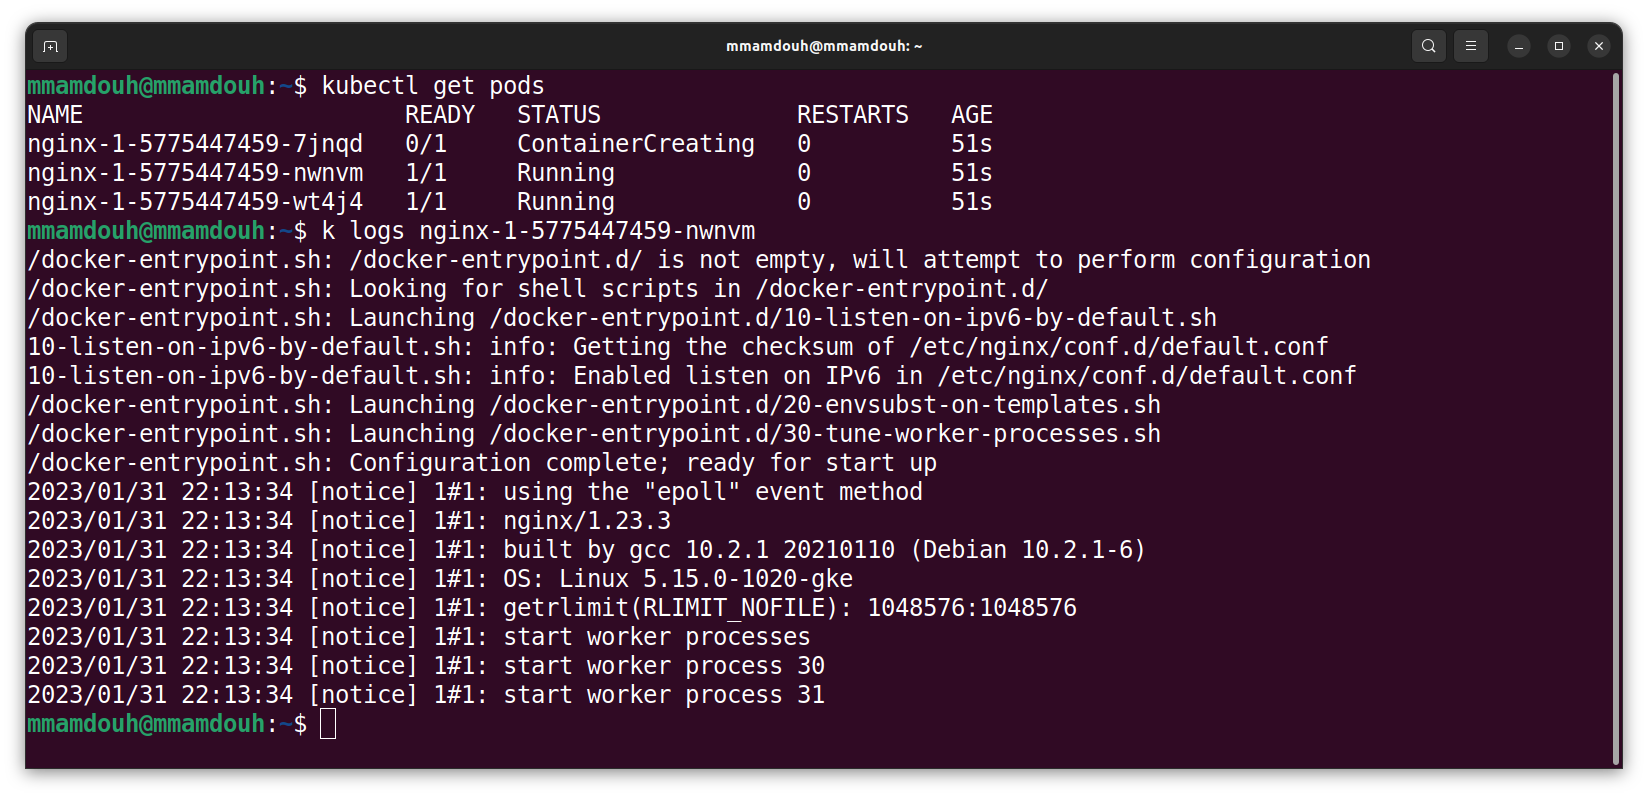 mmamdouh@mmamdouh: ~
mmamdouh@mmamdouh:~$ kubectl get pods
NAME                       READY   STATUS              RESTARTS   AGE
nginx-1-5775447459-7jnqd   0/1     ContainerCreating   0          51s
nginx-1-5775447459-nwnvm   1/1     Running             0          51s
nginx-1-5775447459-wt4j4   1/1     Running             0          51s
mmamdouh@mmamdouh:~$ k logs nginx-1-5775447459-nwnvm
/docker-entrypoint.sh: /docker-entrypoint.d/ is not empty, will attempt to perform configuration
/docker-entrypoint.sh: Looking for shell scripts in /docker-entrypoint.d/
/docker-entrypoint.sh: Launching /docker-entrypoint.d/10-listen-on-ipv6-by-default.sh
10-listen-on-ipv6-by-default.sh: info: Getting the checksum of /etc/nginx/conf.d/default.conf
10-listen-on-ipv6-by-default.sh: info: Enabled listen on IPv6 in /etc/nginx/conf.d/default.conf
/docker-entrypoint.sh: Launching /docker-entrypoint.d/20-envsubst-on-templates.sh
/docker-entrypoint.sh: Launching /docker-entrypoint.d/30-tune-worker-processes.sh
/docker-entrypoint.sh: Configuration complete; ready for start up
2023/01/31 22:13:34 [notice] 1#1: using the "epoll" event method
2023/01/31 22:13:34 [notice] 1#1: nginx/1.23.3
2023/01/31 22:13:34 [notice] 1#1: built by gcc 10.2.1 20210110 (Debian 10.2.1-6)
2023/01/31 22:13:34 [notice] 1#1: OS: Linux 5.15.0-1020-gke
2023/01/31 22:13:34 [notice] 1#1: getrlimit(RLIMIT_NOFILE): 1048576:1048576
2023/01/31 22:13:34 [notice] 1#1: start worker processes
2023/01/31 22:13:34 [notice] 1#1: start worker process 30
2023/01/31 22:13:34 [notice] 1#1: start worker process 31
mmamdouh@mmamdouh:~$